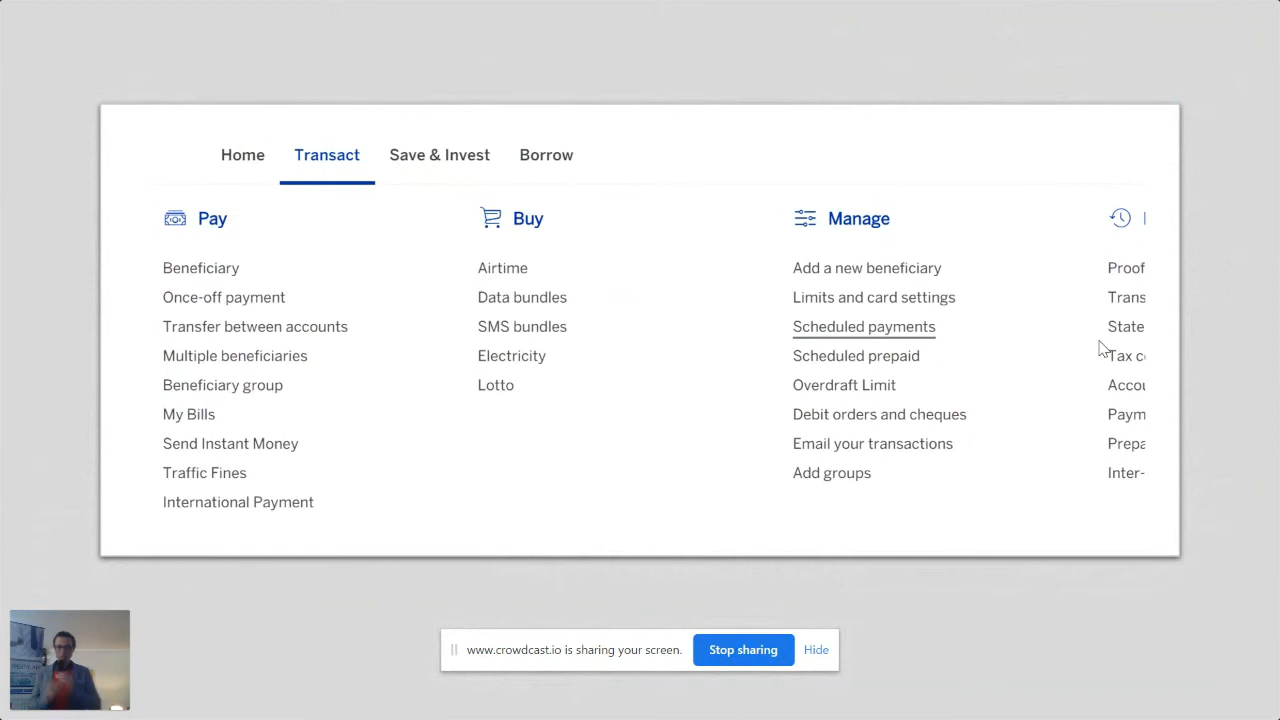 Home Transact Save & Invest Borrow
Pay
Beneficiary
Once-off payment
Transfer between accounts
Multiple beneficiaries
Beneficiary group
My Bills
Send Instant Money
Traffic Fines
International Payment
Buy
Airtime
Data bundles
SMS bundles
Electricity
Lotto
Manage
Add a new beneficiary
Limits and card settings
Scheduled payments
Scheduled prepaid
Overdraft Limit
Debit orders and cheques
Email your transactions
Add groups
Proof
Trans
State
Tax c
Accou
Paym
Prepa
Inter-
www.crowdcast.io is sharing your screen. Stop sharing Hide